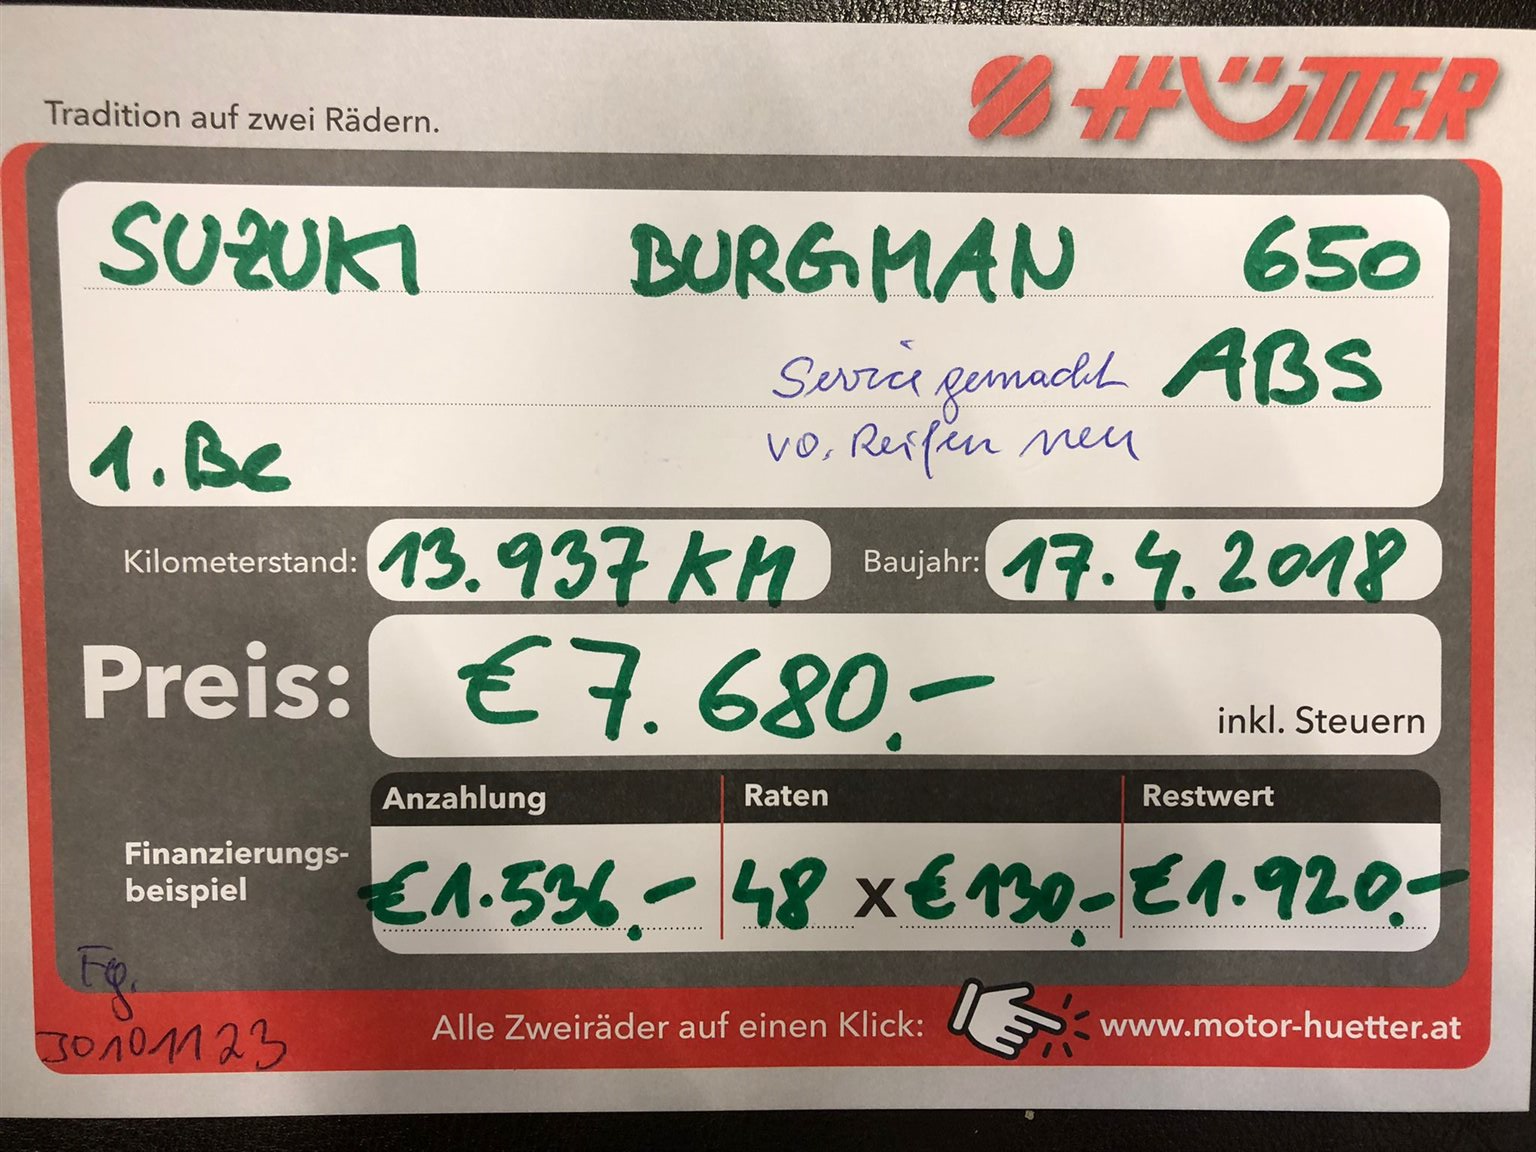 Tradition auf zwei Rädern.
HÜTTER
SUZUKI BURGMAN 650
Service gemacht ABS
vo. Reifen neu
1. Be
Kilometerstand: 13.937 KM Baujahr: 17.4.2018
Preis: € 7.680,-
inkl. Steuern
Anzahlung Raten Restwert
Finanzierungs-
beispiel
€1.536,- 48 x €130,- €1.920,-
Fg.
30101123
Alle Zweiräder auf einen Klick: www.motor-huetter.at